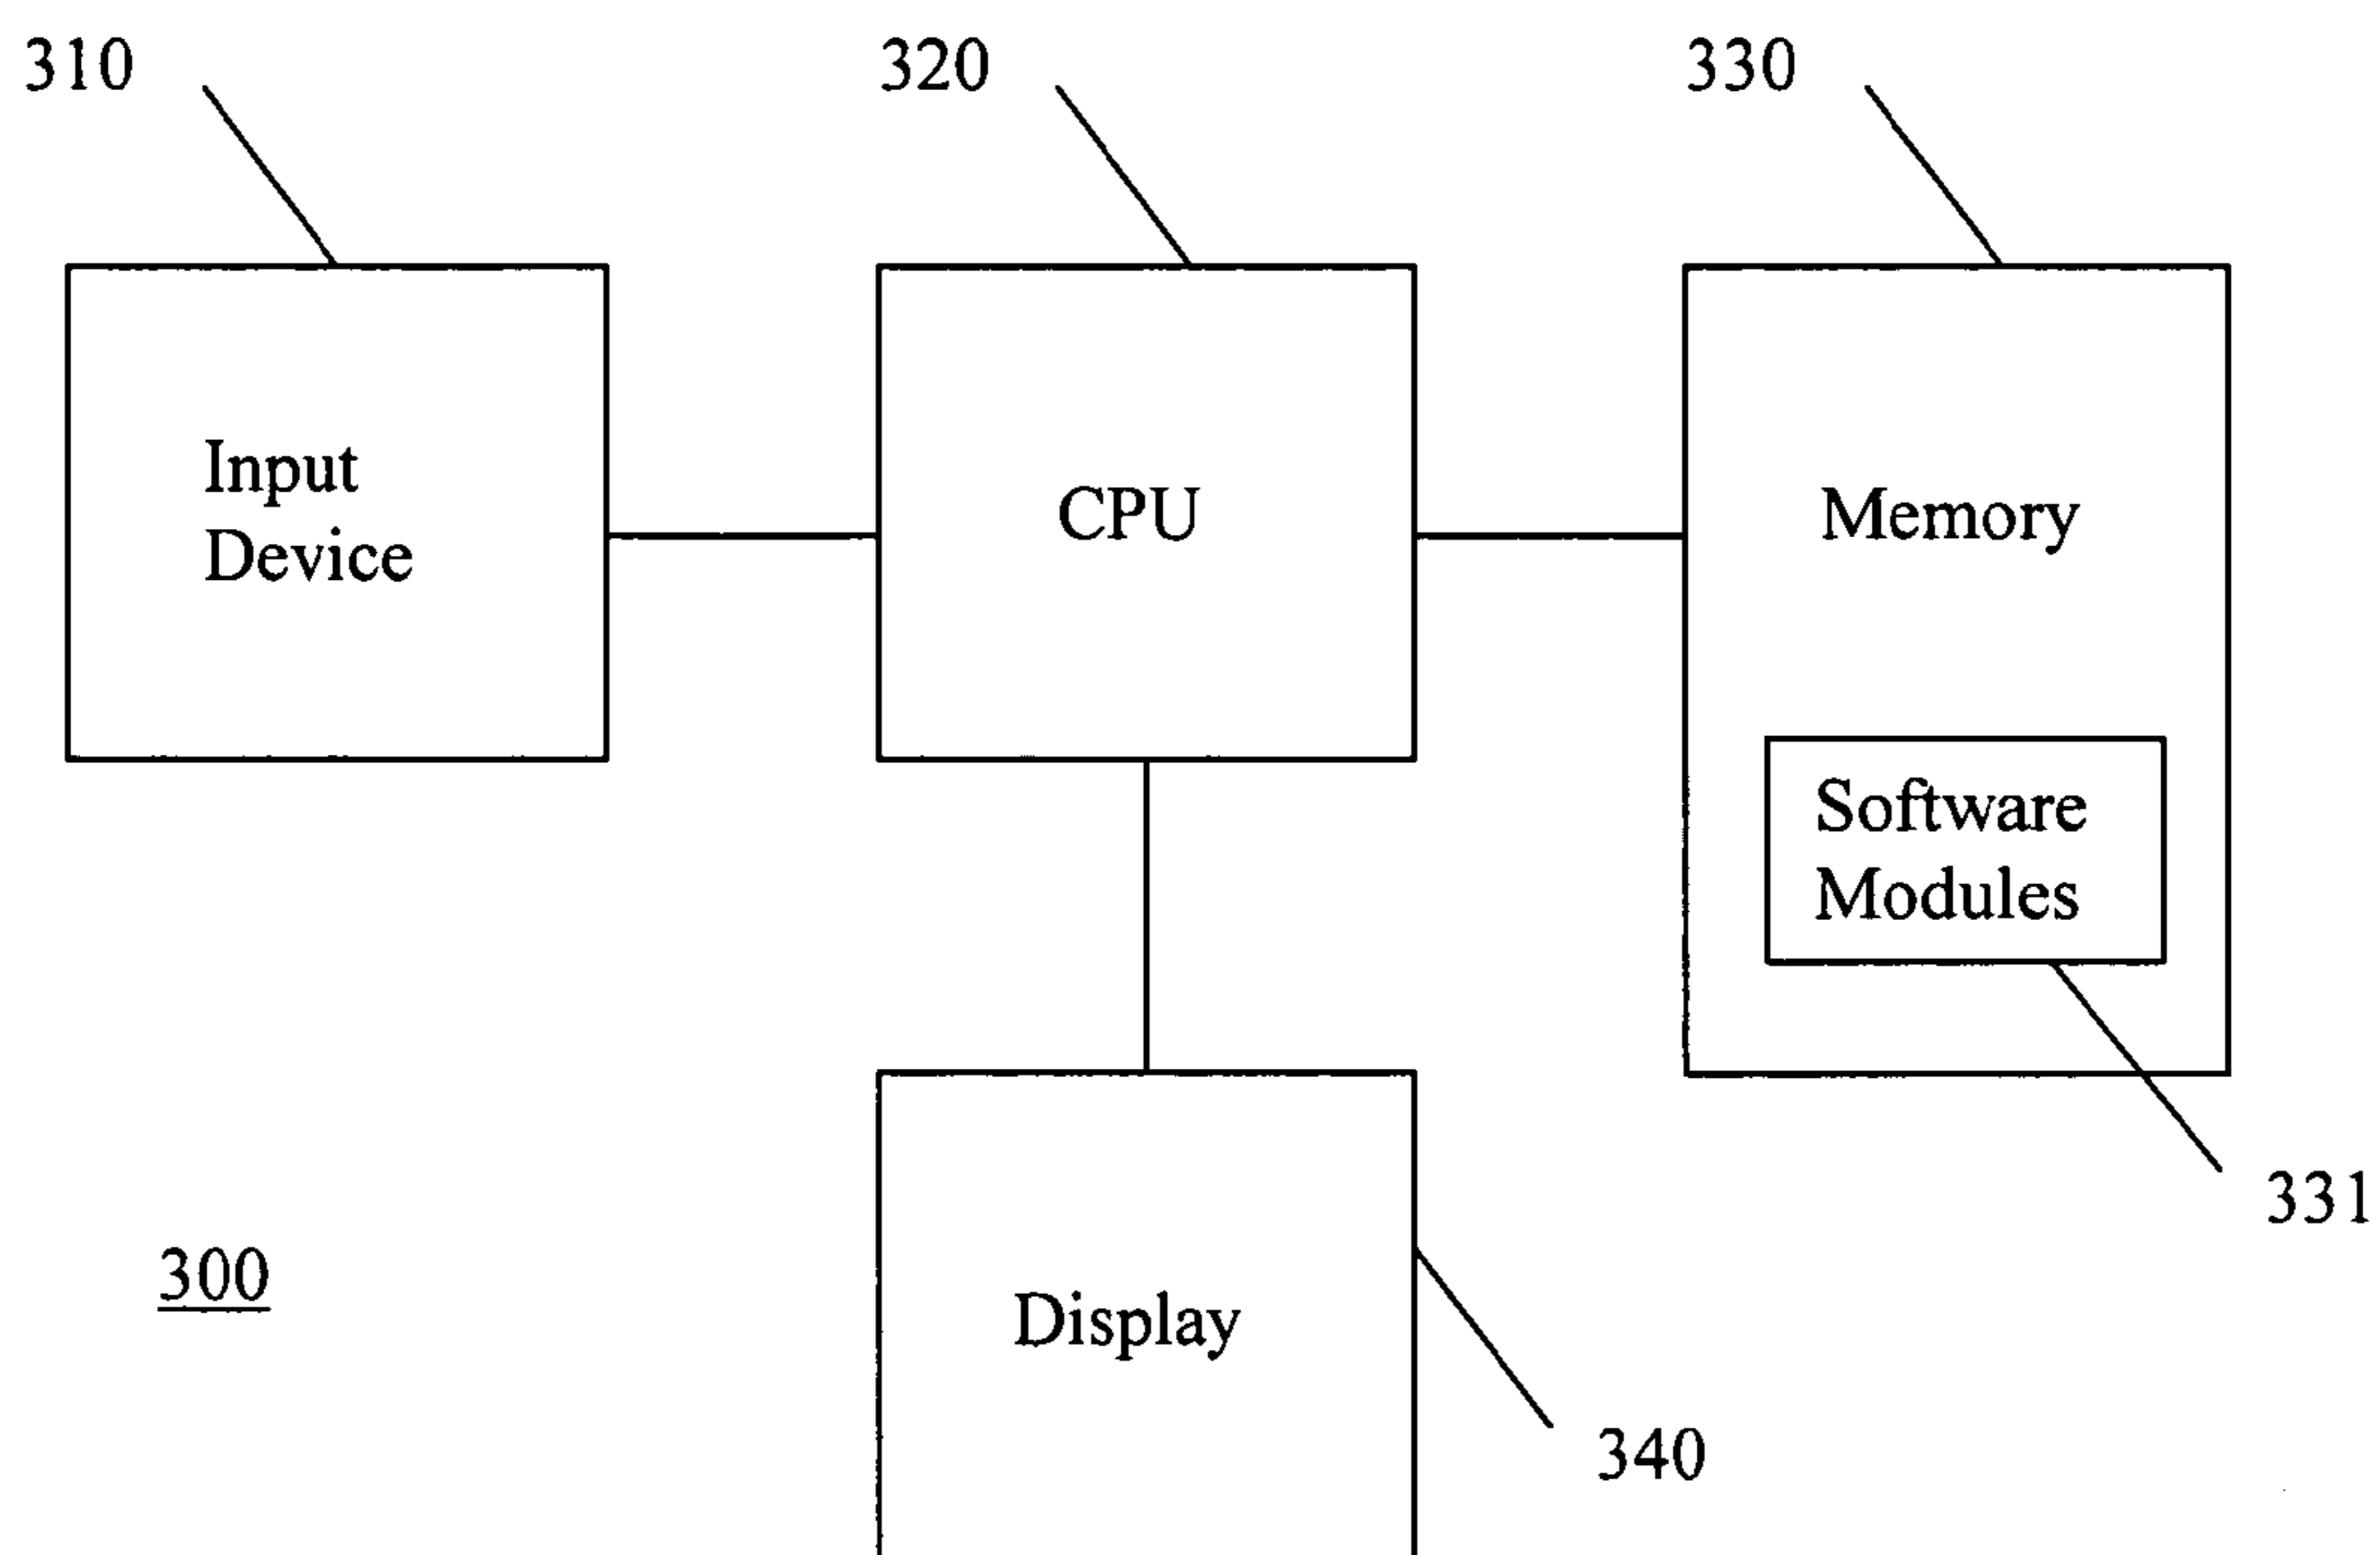 310
320
330
Input
Device
CPU
Memory
Software
Modules
331
300
Display
340